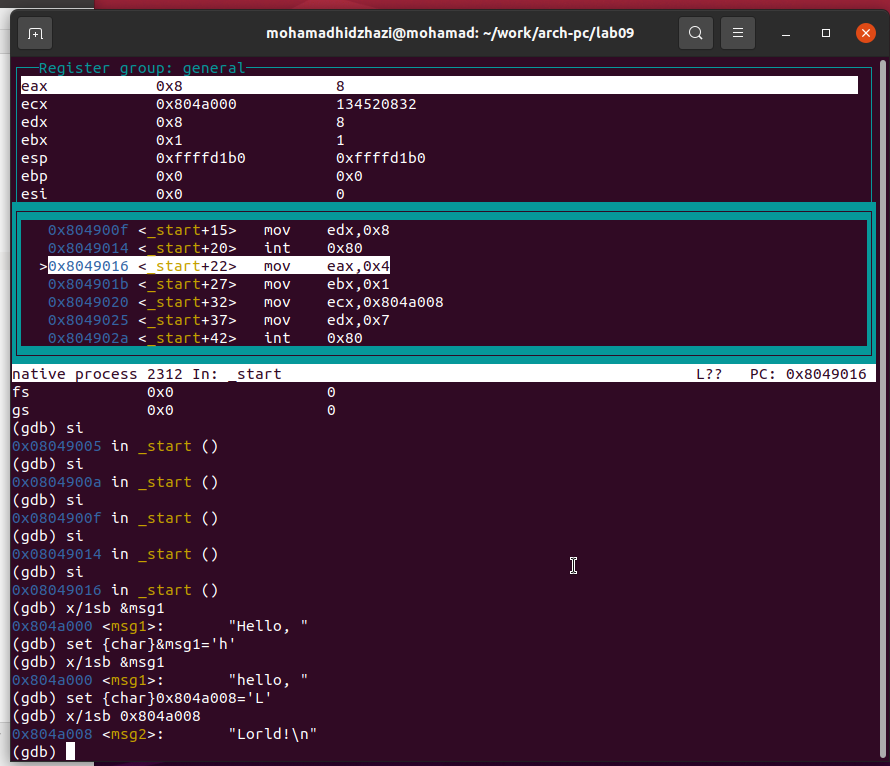 mohamadhidzhazi@mohamad: ~/work/arch-pc/lab09
Register group: general
eax 0x8 8
ecx 0x804a000 134520832
edx 0x8 8
ebx 0x1 1
esp 0xffffd1b0 0xffffd1b0
ebp 0x0 0x0
esi 0x0 0
0x804900f <_start+15> mov edx,0x8
0x8049014 <_start+20> int 0x80
>0x8049016 <_start+22> mov eax,0x4
0x804901b <_start+27> mov ebx,0x1
0x8049020 <_start+32> mov ecx,0x804a008
0x8049025 <_start+37> mov edx,0x7
0x804902a <_start+42> int 0x80
native process 2312 In: _start L?? PC: 0x8049016
fs 0x0 0
gs 0x0 0
(gdb) si
0x08049005 in _start ()
(gdb) si
0x0804900a in _start ()
(gdb) si
0x0804900f in _start ()
(gdb) si
0x08049014 in _start ()
(gdb) si
0x08049016 in _start ()
(gdb) x/1sb &msg1
0x804a000 <msg1>: "Hello, "
(gdb) set {char}&msg1='h'
(gdb) x/1sb &msg1
0x804a000 <msg1>: "hello, "
(gdb) set {char}0x804a008='L'
(gdb) x/1sb 0x804a008
0x804a008 <msg2>: "Lorld!\n"
(gdb)